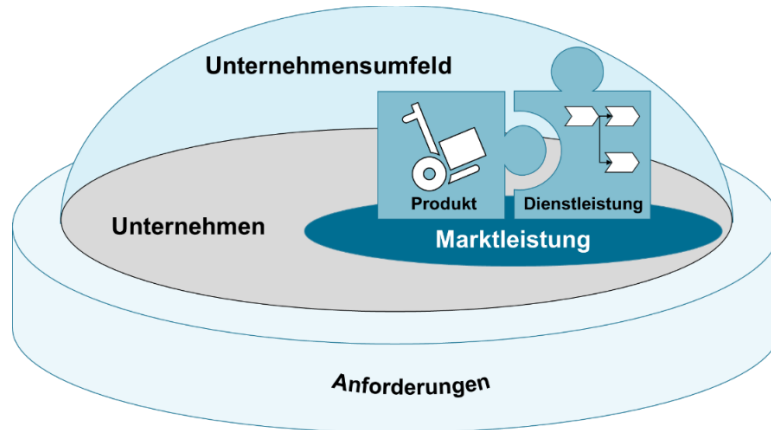 Unternehmensumfeld
Produkt
Dienstleistung
Unternehmen
Marktleistung
Anforderungen